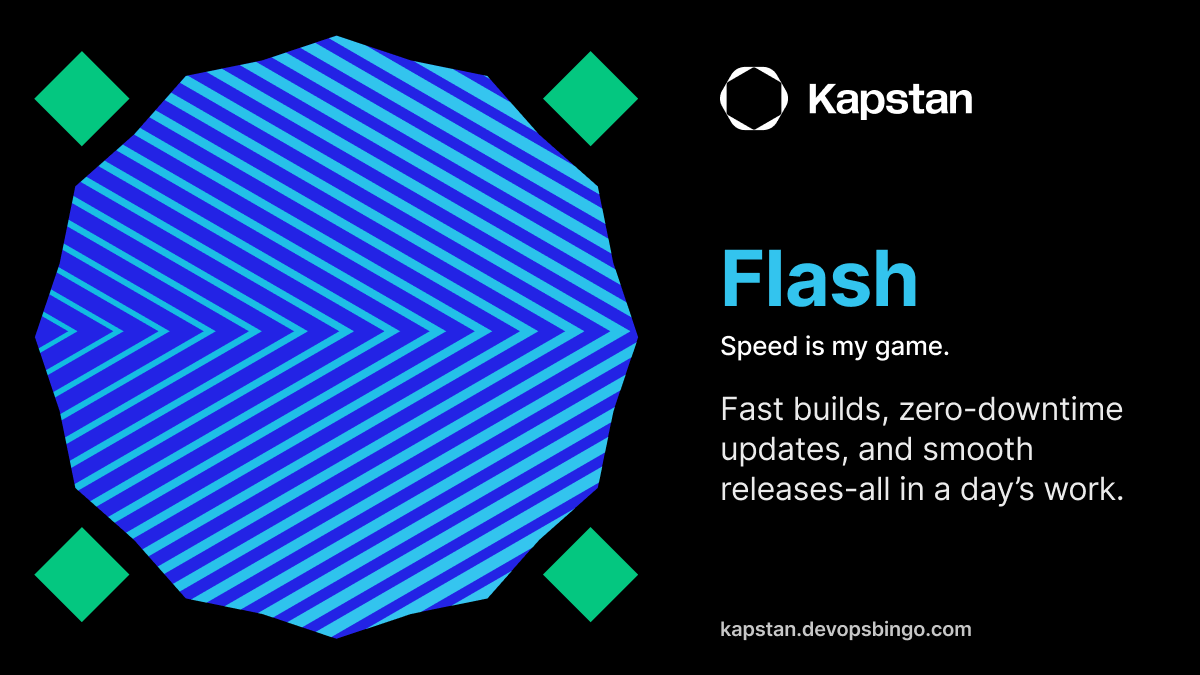 Kapstan
Flash
Speed is my game.
Fast builds, zero-downtime
updates, and smooth
releases-all in a day’s work.
kapstan.devopsbingo.com